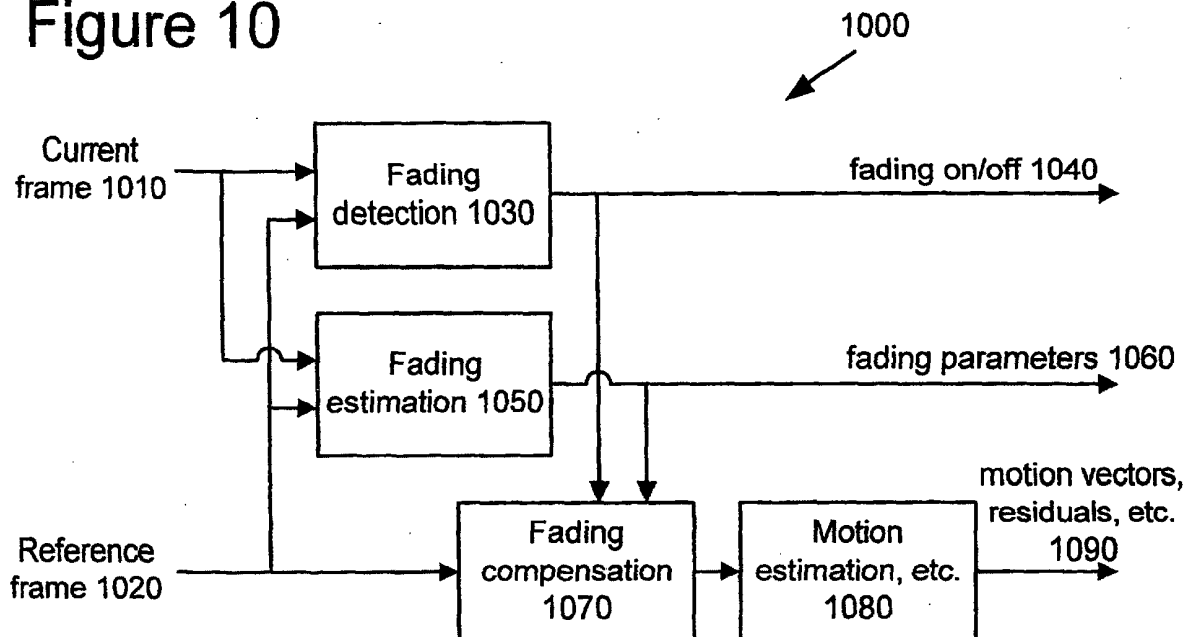 Figure 10
1000
Current
frame 1010
Fading
detection 1030
fading on/off 1040
Fading
estimation 1050
fading parameters 1060
Reference
frame 1020
Fading
compensation
1070
Motion
estimation, etc.
1080
motion vectors,
residuals, etc.
1090